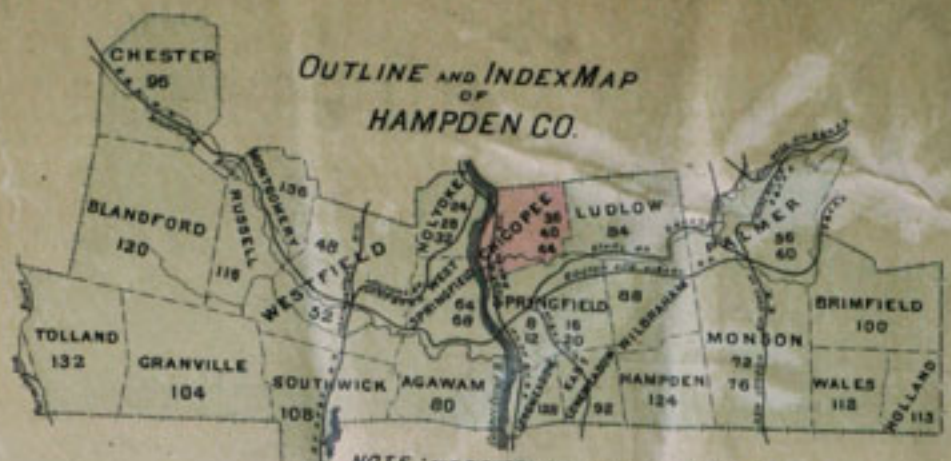 OUTLINE AND INDEX MAP
OF
HAMPDEN CO.
CHESTER
96
MONTGOMERY
136
RUSSELL
116
BLANDFORD
120
HOLYOKE
24
28
32
CHICOPEE
36
40
44
LUDLOW
84
PALMER
56
60
48
WESTFIELD
52
WEST
SPRINGFIELD
64
68
SPRINGFIELD
8
12
16
20
88
WILBRAHAM
BRIMFIELD
100
TOLLAND
132
GRANVILLE
104
SOUTHWICK
108
AGAWAM
80
LONGMEADOW
128
EAST
LONGMEADOW
92
HAMPDEN
124
MONSON
72
76
WALES
112
HOLLAND
113